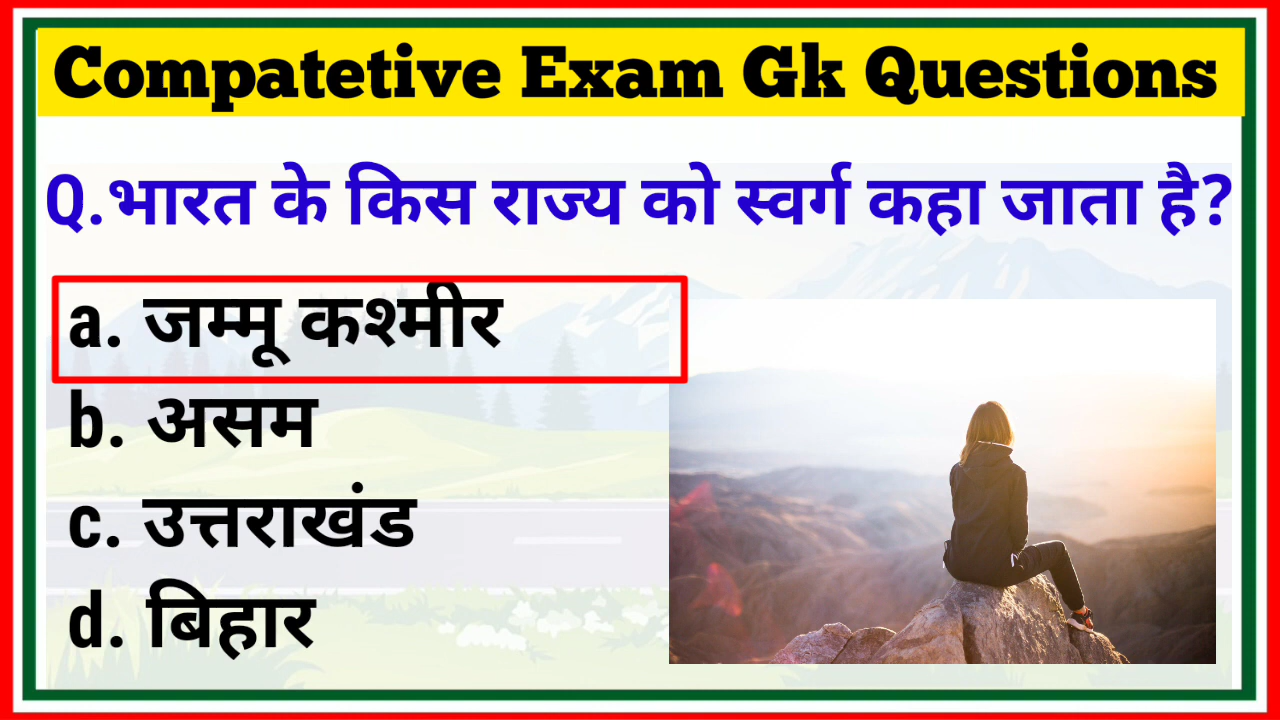 Compatetive Exam Gk Questions
Q.भारत के किस राज्य को स्वर्ग कहा जाता है?
a. जम्मू कश्मीर
b. असम
c. उत्तराखंड
d. बिहार